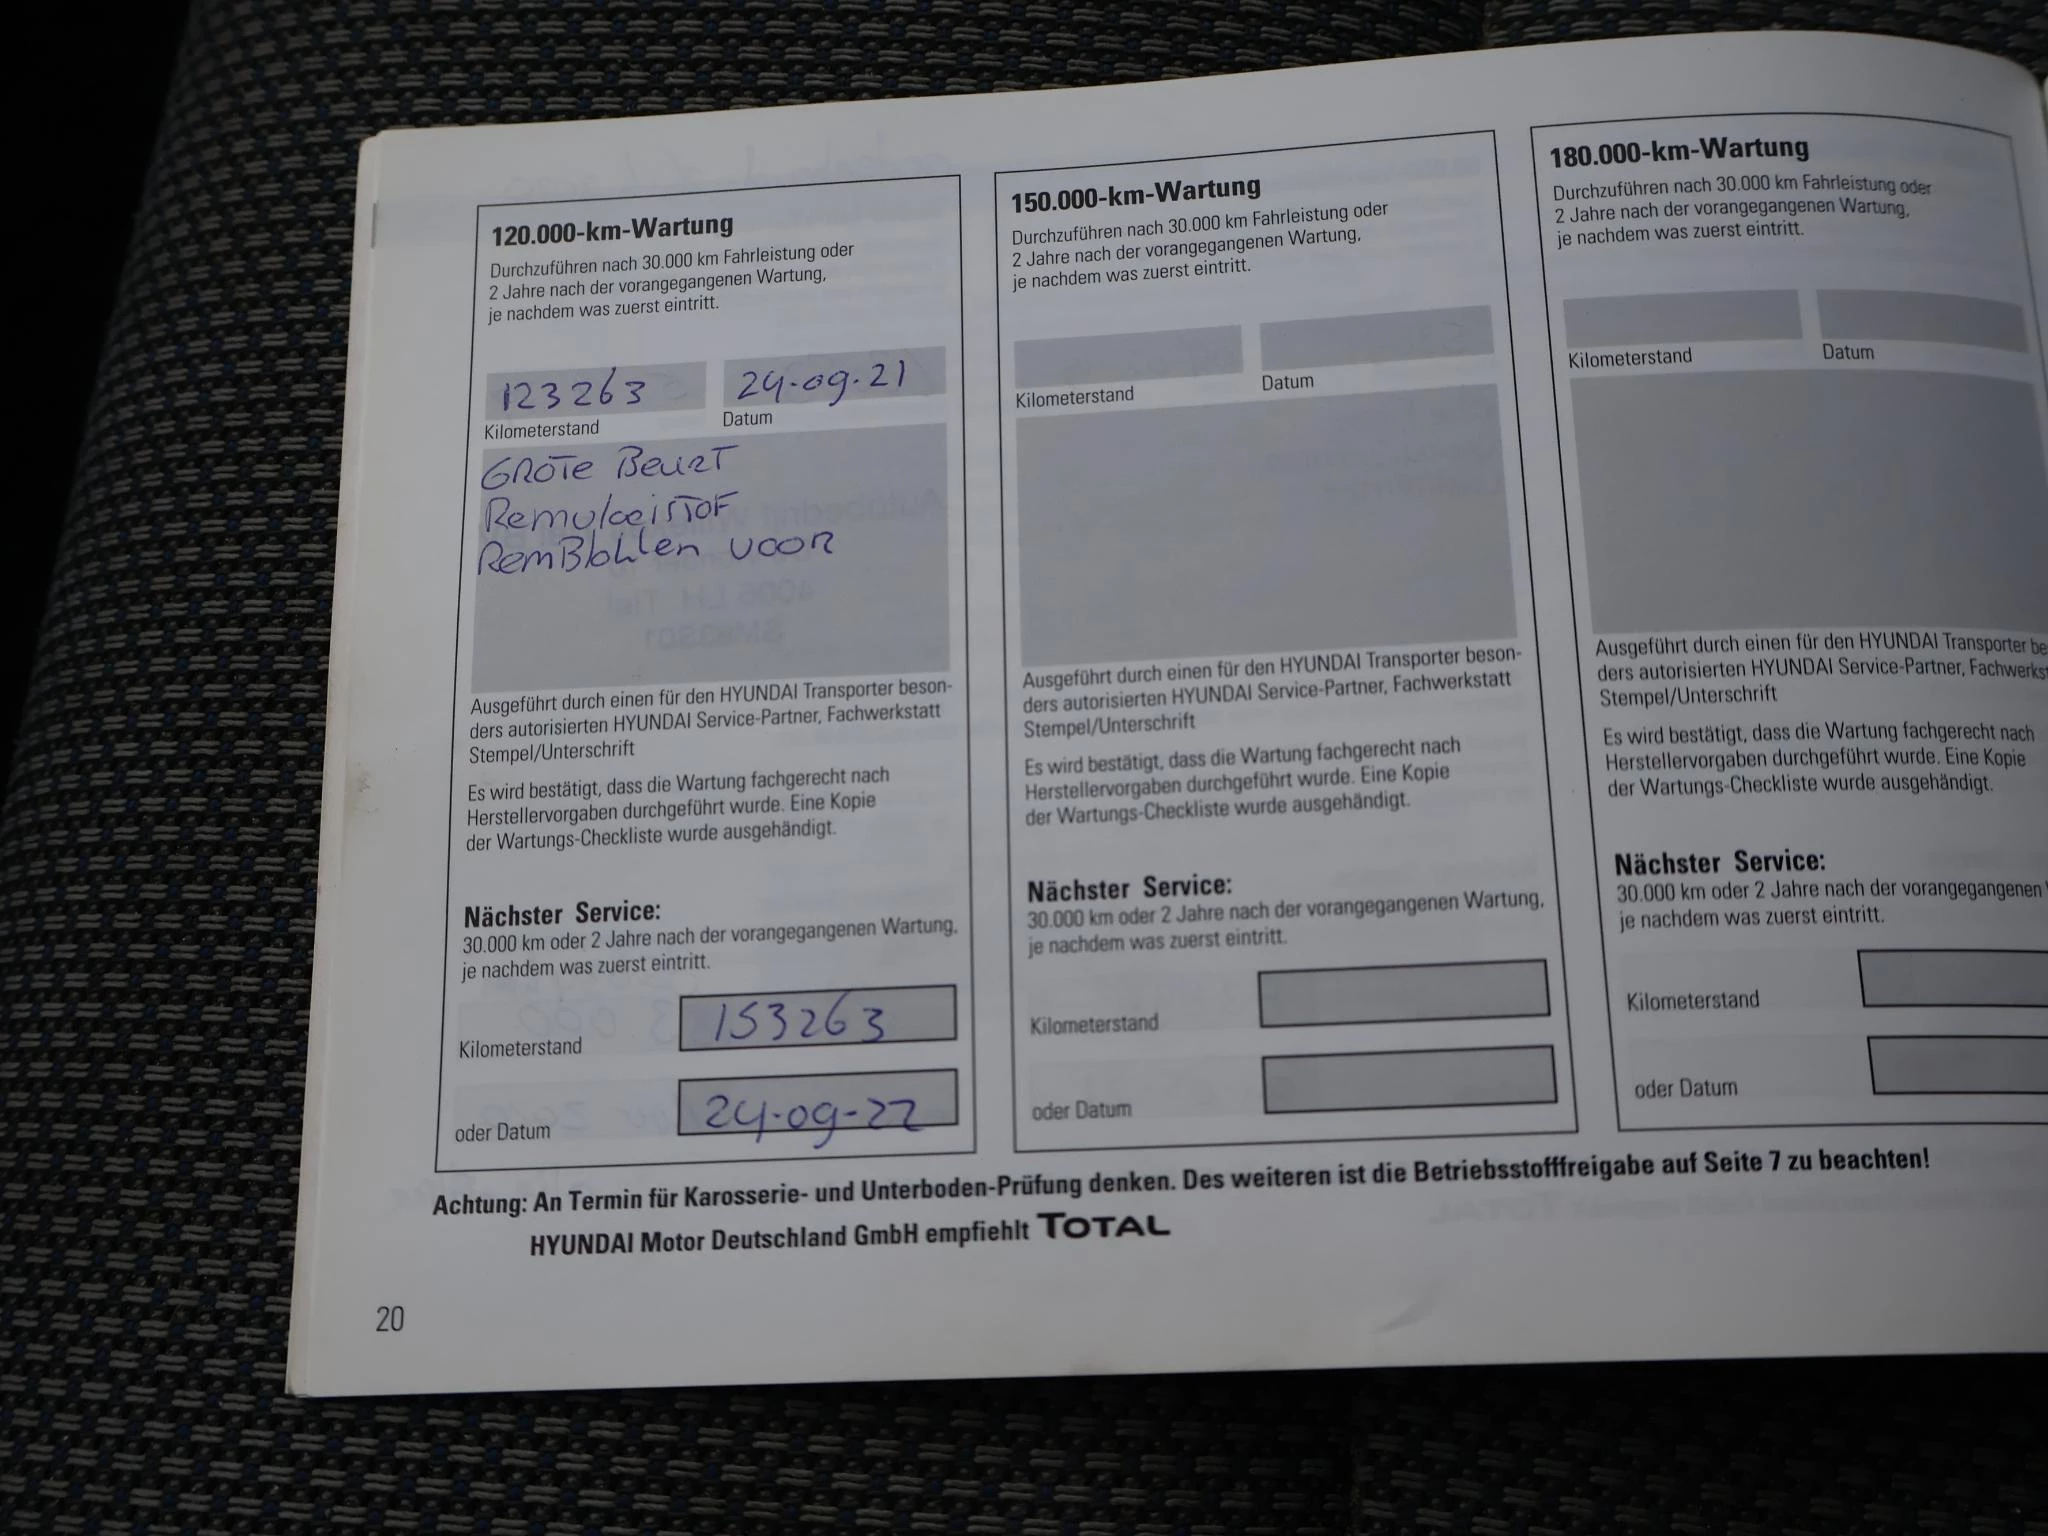 120.000-km-Wartung
Durchzuführen nach 30.000 km Fahrleistung oder
2 Jahre nach der vorangegangenen Wartung,
je nachdem was zuerst eintritt.
123263 24-09-21
Kilometerstand Datum
GROTE BeURT
RemvloeisTOF
RemBlokken VOOR
Ausgeführt durch einen für den HYUNDAI Transporter beson-
ders autorisierten HYUNDAI Service-Partner, Fachwerkstatt
Stempel/Unterschrift
Es wird bestätigt, dass die Wartung fachgerecht nach
Herstellervorgaben durchgeführt wurde. Eine Kopie
der Wartungs-Checkliste wurde ausgehändigt.
Nächster Service:
30.000 km oder 2 Jahre nach der vorangegangenen Wartung,
je nachdem was zuerst eintritt.
Kilometerstand 153263
oder Datum 24-09-22
150.000-km-Wartung
Durchzuführen nach 30.000 km Fahrleistung oder
2 Jahre nach der vorangegangenen Wartung,
je nachdem was zuerst eintritt.
Kilometerstand Datum
Ausgeführt durch einen für den HYUNDAI Transporter beson-
ders autorisierten HYUNDAI Service-Partner, Fachwerkstatt
Stempel/Unterschrift
Es wird bestätigt, dass die Wartung fachgerecht nach
Herstellervorgaben durchgeführt wurde. Eine Kopie
der Wartungs-Checkliste wurde ausgehändigt.
Nächster Service:
30.000 km oder 2 Jahre nach der vorangegangenen Wartung,
je nachdem was zuerst eintritt.
Kilometerstand
oder Datum
180.000-km-Wartung
Durchzuführen nach 30.000 km Fahrleistung oder
2 Jahre nach der vorangegangenen Wartung,
je nachdem was zuerst eintritt.
Kilometerstand Datum
Ausgeführt durch einen für den HYUNDAI Transporter be
ders autorisierten HYUNDAI Service-Partner, Fachwerks
Stempel/Unterschrift
Es wird bestätigt, dass die Wartung fachgerecht nach
Herstellervorgaben durchgeführt wurde. Eine Kopie
der Wartungs-Checkliste wurde ausgehändigt.
Nächster Service:
30.000 km oder 2 Jahre nach der vorangegangenen
je nachdem was zuerst eintritt.
Kilometerstand
oder Datum
Achtung: An Termin für Karosserie- und Unterboden-Prüfung denken. Des weiteren ist die Betriebsstofffreigabe auf Seite 7 zu beachten!
HYUNDAI Motor Deutschland GmbH empfiehlt TOTAL
20